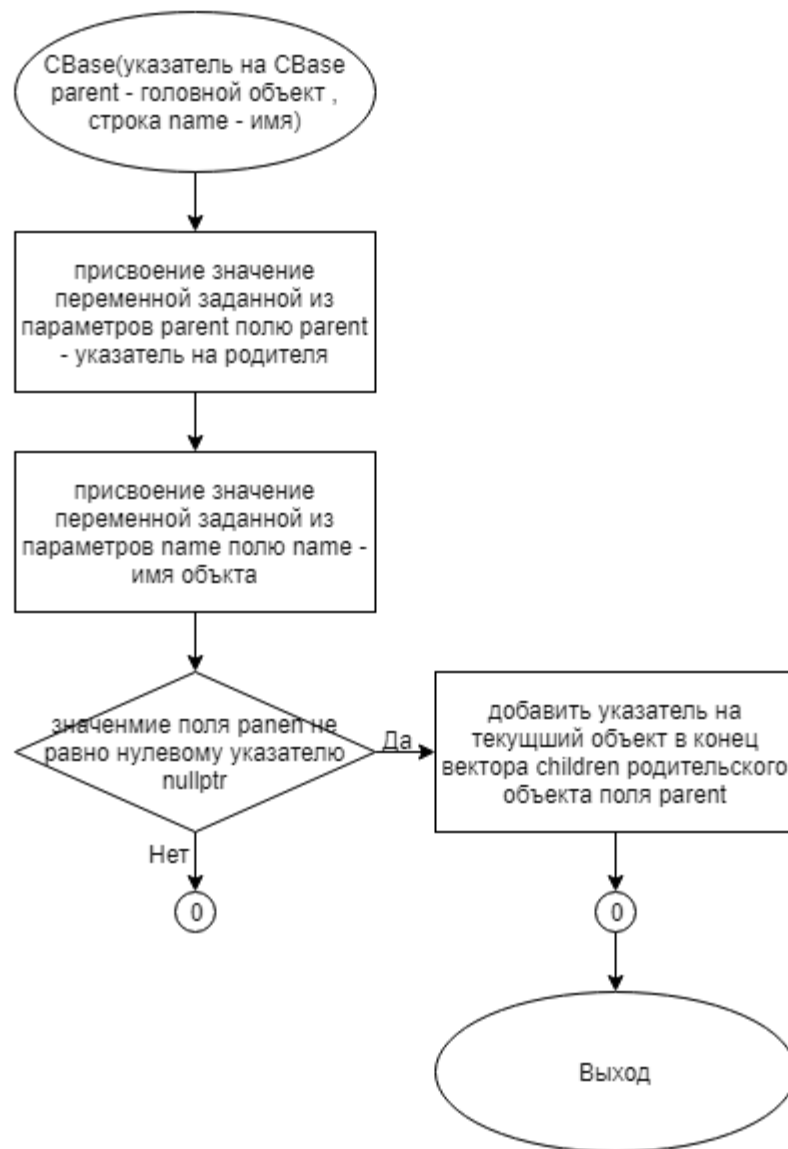 CBase(указатель на CBase
parent - головной объект ,
строка name - имя)
присвоение значение
переменной заданной из
параметров parent полю parent
- указатель на родителя
присвоение значение
переменной заданной из
параметров name полю name -
имя объкта
значенмие поля panen не
равно нулевому указателю
nullptr
Да
добавить указатель на
текущший объект в конец
вектора children родительского
объекта поля parent
Нет
0
0
Выход